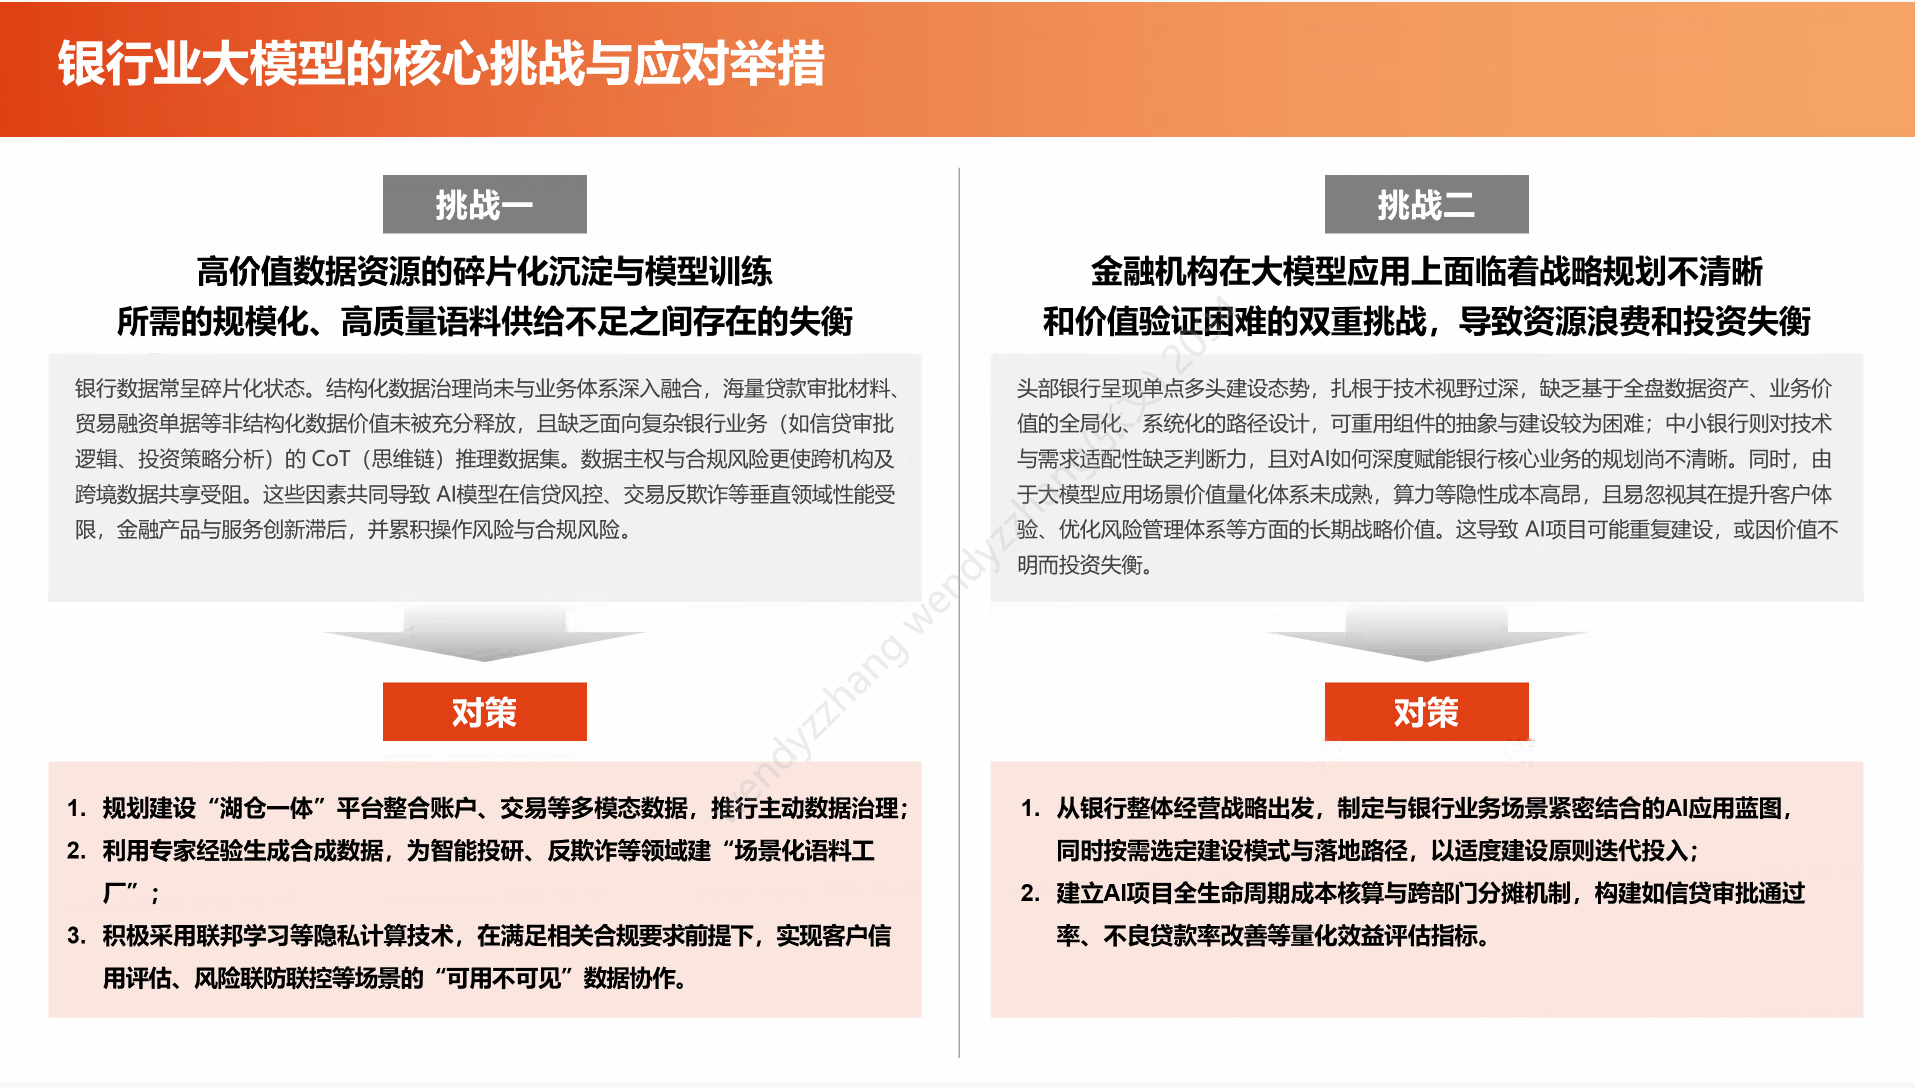 银行业大模型的核心挑战与应对举措
挑战一
高价值数据资源的碎片化沉淀与模型训练
所需的规模化、高质量语料供给不足之间存在的失衡
银行数据常呈碎片化状态。结构化数据治理尚未与业务体系深入融合，海量贷款审批材料、
贸易融资单据等非结构化数据价值未被充分释放，且缺乏面向复杂银行业务（如信贷审批
逻辑、投资策略分析）的 CoT（思维链）推理数据集。数据主权与合规风险更使跨机构及
跨境数据共享受阻。这些因素共同导致 AI模型在信贷风控、交易反欺诈等垂直领域性能受
限，金融产品与服务创新滞后，并累积操作风险与合规风险。
对策
1. 规划建设“湖仓一体”平台整合账户、交易等多模态数据，推行主动数据治理；
2. 利用专家经验生成合成数据，为智能投研、反欺诈等领域建“场景化语料工
厂”；
3. 积极采用联邦学习等隐私计算技术，在满足相关合规要求前提下，实现客户信
用评估、风险联防联控等场景的“可用不可见”数据协作。
挑战二
金融机构在大模型应用上面临着战略规划不清晰
和价值验证困难的双重挑战，导致资源浪费和投资失衡
头部银行呈现单点多头建设态势，扎根于技术视野过深，缺乏基于全盘数据资产、业务价
值的全局化、系统化的路径设计，可重用组件的抽象与建设较为困难；中小银行则对技术
与需求适配性缺乏判断力，且对AI如何深度赋能银行核心业务的规划尚不清晰。同时，由
于大模型应用场景价值量化体系未成熟，算力等隐性成本高昂，且易忽视其在提升客户体
验、优化风险管理体系等方面的长期战略价值。这导致 AI项目可能重复建设，或因价值不
明而投资失衡。
对策
1. 从银行整体经营战略出发，制定与银行业务场景紧密结合的AI应用蓝图，
同时按需选定建设模式与落地路径，以适度建设原则迭代投入；
2. 建立AI项目全生命周期成本核算与跨部门分摊机制，构建如信贷审批通过
率、不良贷款率改善等量化效益评估指标。
wendyzzhang wendyzzhang